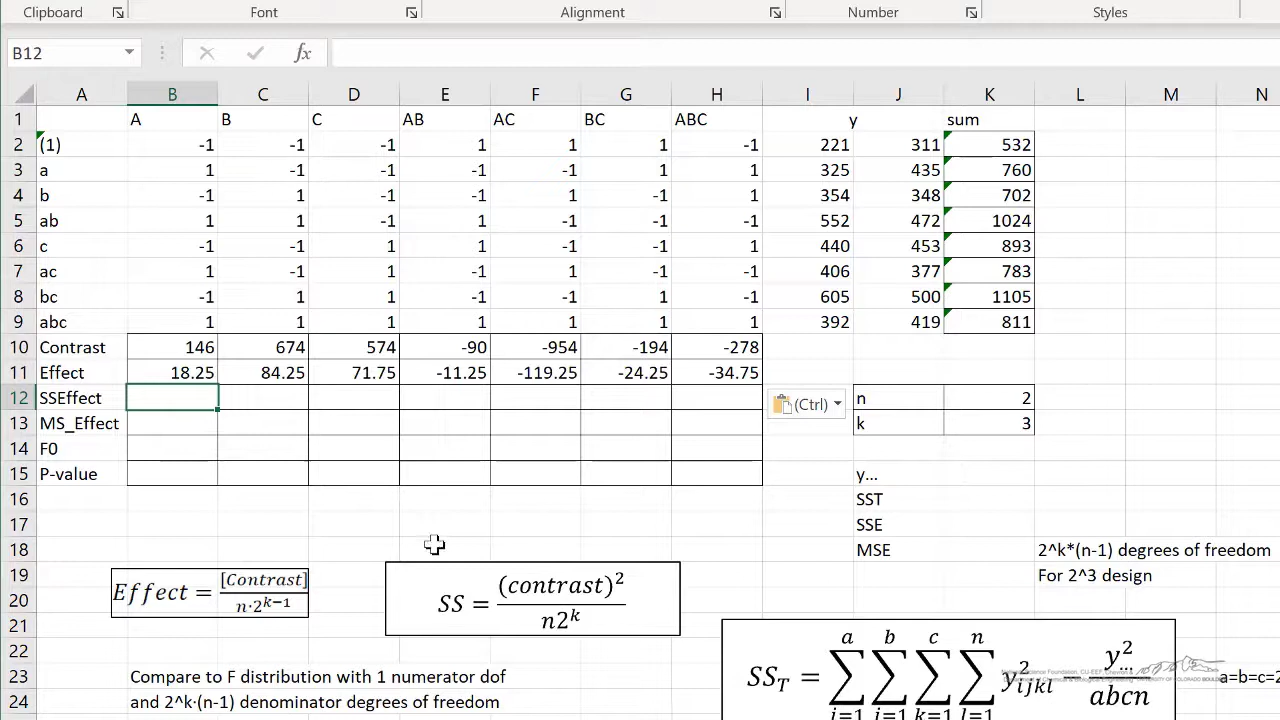 Clipboard Font Alignment Number Styles
B12 fx
A B C D E F G H I J K L M N
1 A B C AB AC BC ABC y sum
2 (1) -1 -1 -1 1 1 1 -1 221 311 532
3 a 1 -1 -1 -1 -1 1 1 325 435 760
4 b -1 1 -1 -1 1 -1 1 354 348 702
5 ab 1 1 -1 1 -1 -1 -1 552 472 1024
6 c -1 -1 1 1 -1 -1 1 440 453 893
7 ac 1 -1 1 -1 1 -1 -1 406 377 783
8 bc -1 1 1 -1 -1 1 -1 605 500 1105
9 abc 1 1 1 1 1 1 1 392 419 811
10 Contrast 146 674 574 -90 -954 -194 -278
11 Effect 18.25 84.25 71.75 -11.25 -119.25 -24.25 -34.75
12 SSEffect (Ctrl) n 2
13 MS_Effect k 3
14 F0
15 P-value y...
16 SST
17 SSE
18 MSE 2^k*(n-1) degrees of freedom
19 For 2^3 design
20 Effect = [Contrast] / n·2^k−1
21 SS = (contrast)² / n2^k
22
23 Compare to F distribution with 1 numerator dof
24 and 2^k·(n-1) denominator degrees of freedom
SS_T = a∑i=1 b∑j=1 c∑k=1 n∑l=1 y²ijkl − y²... / abcn
a=b=c=2